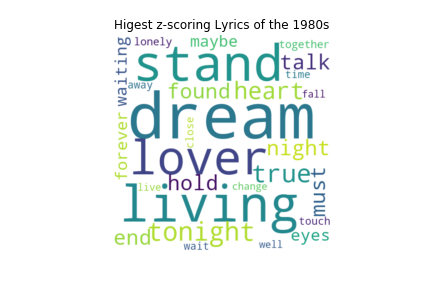 Higest z-scoring Lyrics of the 1980s
lonely maybe together
waiting stand talk
away found heart time fall
dream
forever close
lover night
hold true must
live change
living touch
end tonight eyes
wait well